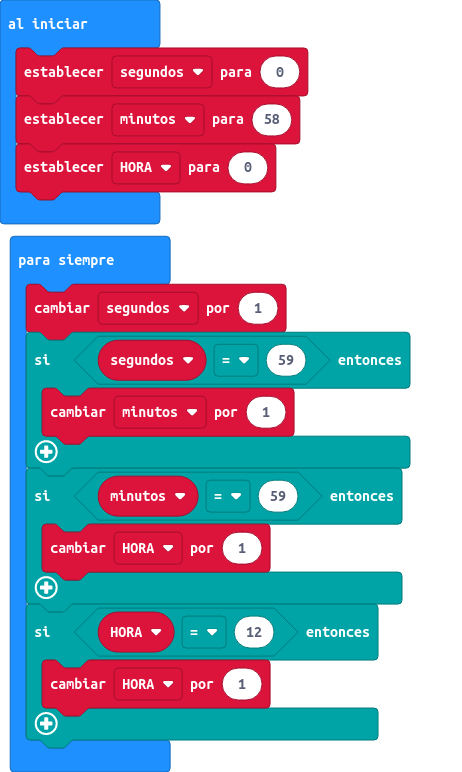 al iniciar
establecer segundos para 0
establecer minutos para 58
establecer HORA para 0
para siempre
cambiar segundos por 1
si segundos = 59 entonces
cambiar minutos por 1
si minutos = 59 entonces
cambiar HORA por 1
si HORA = 12 entonces
cambiar HORA por 1